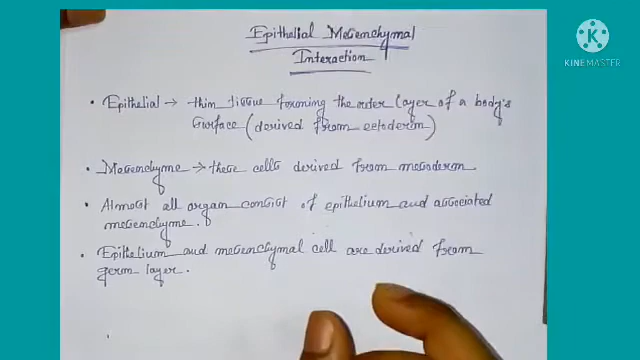 Epithelial Mesenchymal
Interaction
KINEMASTER
• Epithelial → thin tissue forming the outer layer of a body's
surface (derived from ectoderm)
• Mesenchyme → these cells derived from mesoderm.
• Almost all organ consist of epithelium and associated
mesenchyme.
• Epithelium and mesenchymal cell are derived from
germ layer.